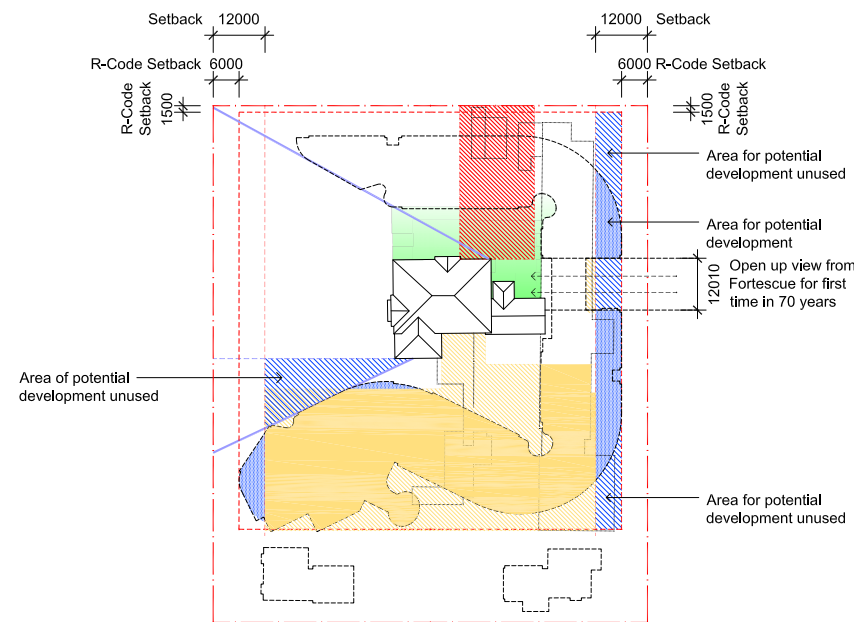 Setback 12000
12000 Setback
R-Code Setback 6000
6000 R-Code Setback
R-Code
Setback
1500
1500
R-Code
Setback
Area for potential
development unused
Area for potential
development
12010
Open up view from
Fortescue for first
time in 70 years
Area of potential
development unused
Area for potential
development unused